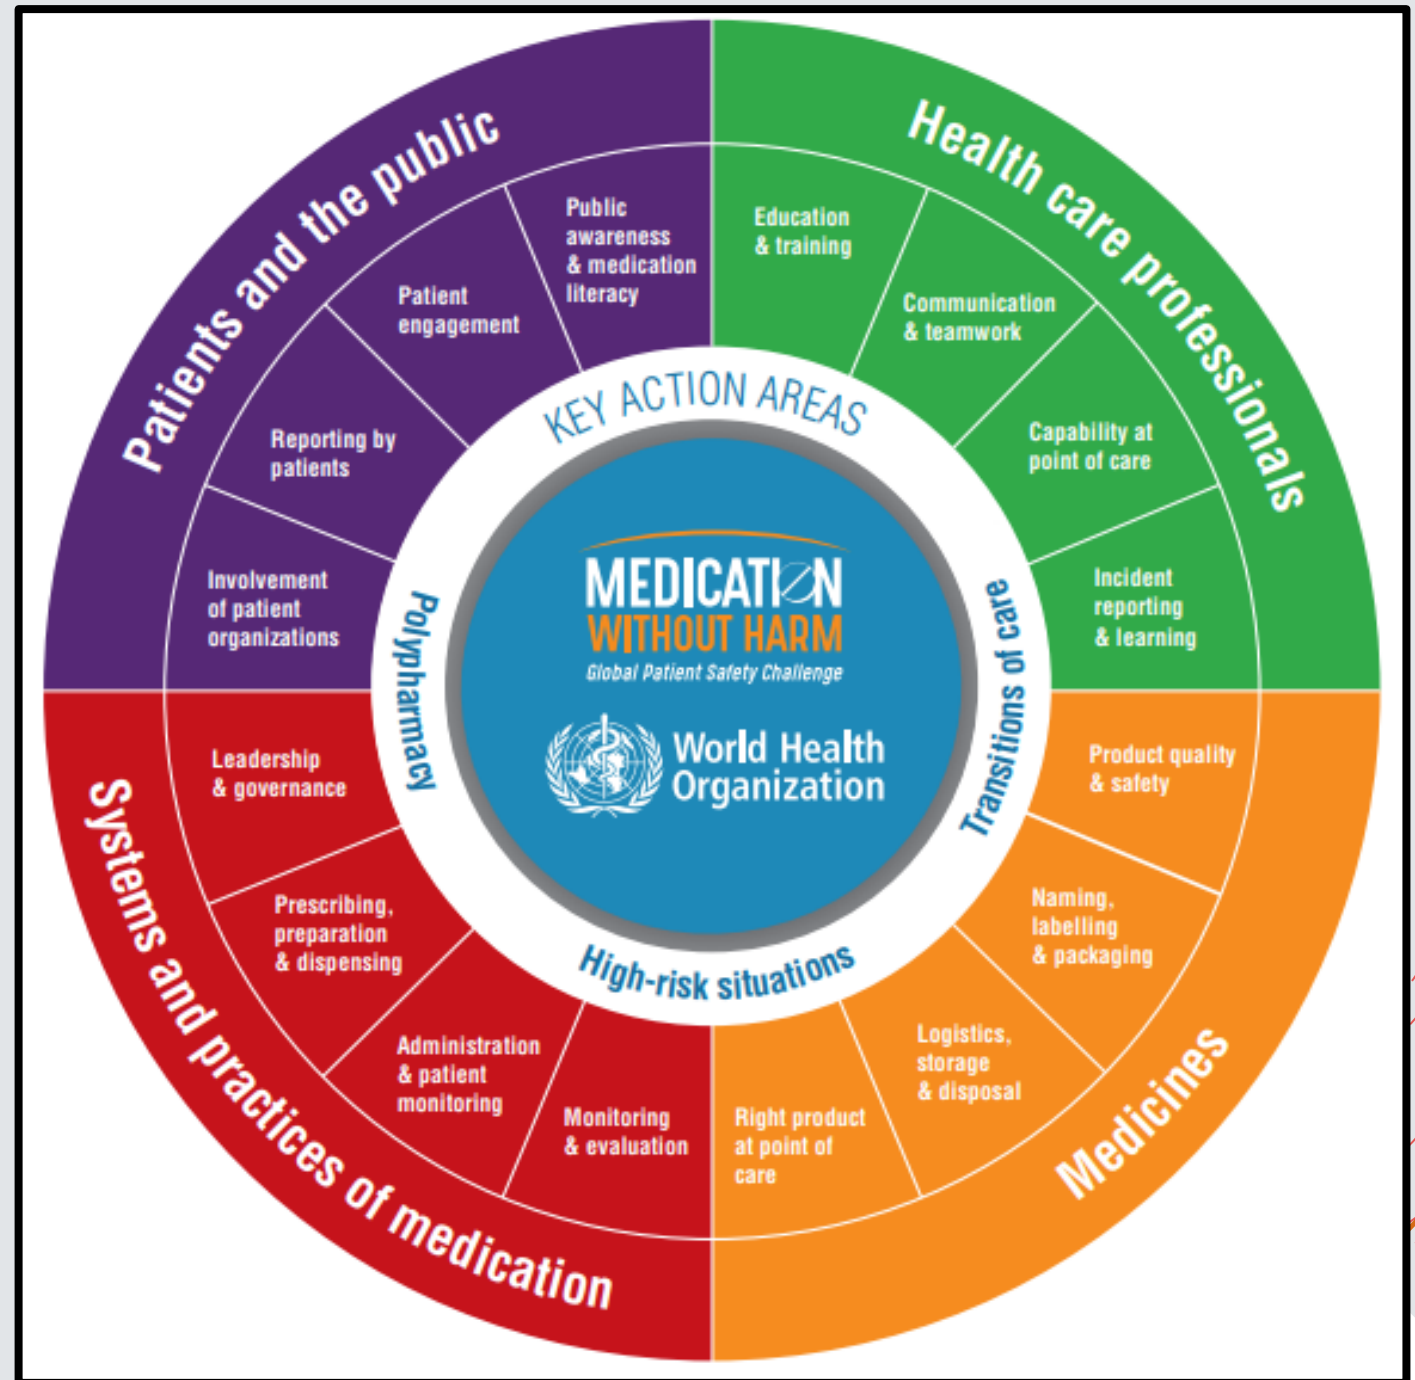 Patients and the public
Public
awareness
& medication
literacy
Patient
engagement
Reporting by
patients
Involvement
of patient
organizations
Health care professionals
Education
& training
Communication
& teamwork
Capability at
point of care
Incident
reporting
& learning
Medicines
Product quality
& safety
Naming,
labelling
& packaging
Logistics,
storage
& disposal
Right product
at point of
care
Systems and practices of medication
Leadership
& governance
Prescribing,
preparation
& dispensing
Administration
& patient
monitoring
Monitoring
& evaluation
KEY ACTION AREAS
Polypharmacy
Transitions of care
High-risk situations
MEDICATION
WITHOUT HARM
Global Patient Safety Challenge
World Health
Organization